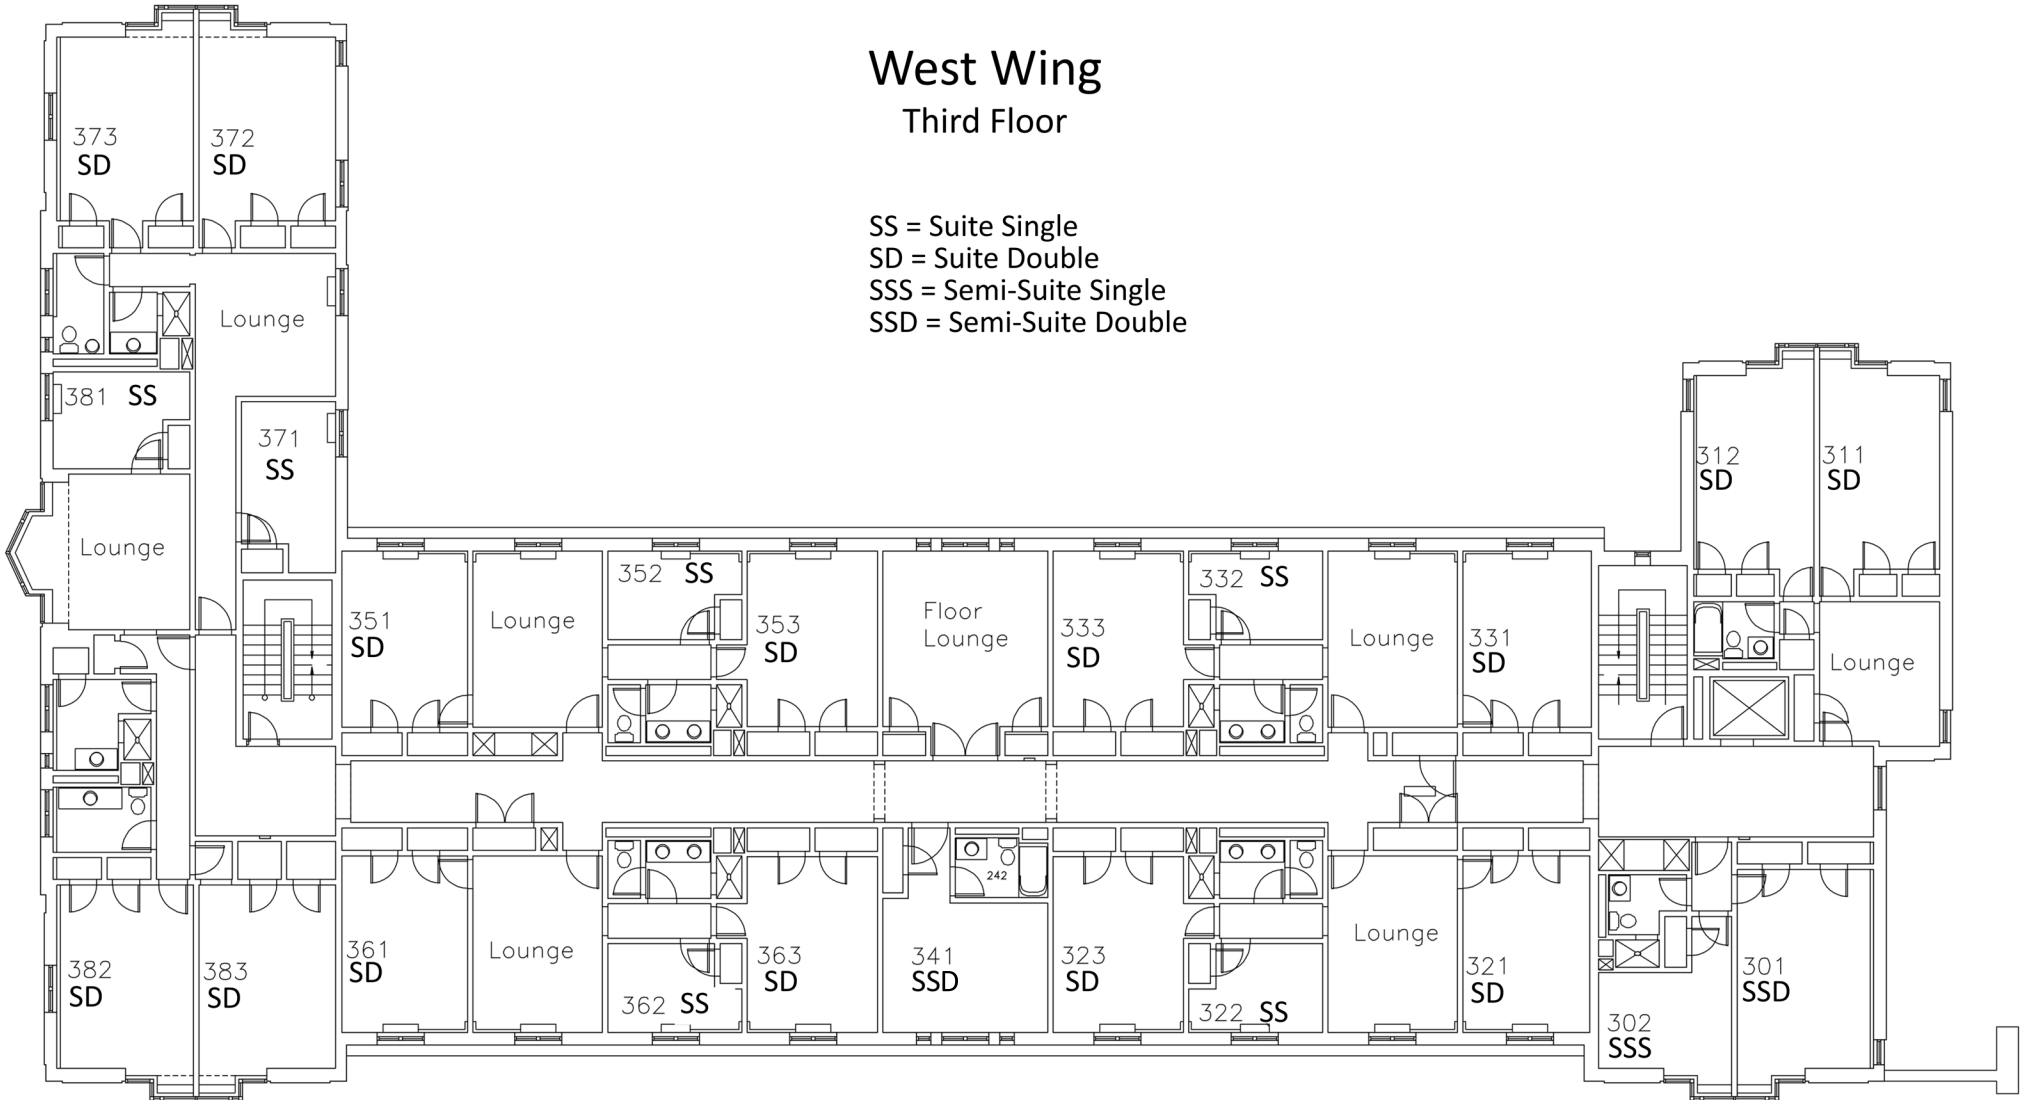 West Wing
Third Floor
SS = Suite Single
SD = Suite Double
SSS = Semi-Suite Single
SSD = Semi-Suite Double
373
SD
372
SD
Lounge
381 SS
371
SS
Lounge
312
SD
311
SD
351
SD
Lounge
352 SS
353
SD
Floor
Lounge
333
SD
332 SS
Lounge
331
SD
Lounge
242
382
SD
383
SD
361
SD
Lounge
362 SS
363
SD
341
SSD
323
SD
322 SS
Lounge
321
SD
302
SSS
301
SSD